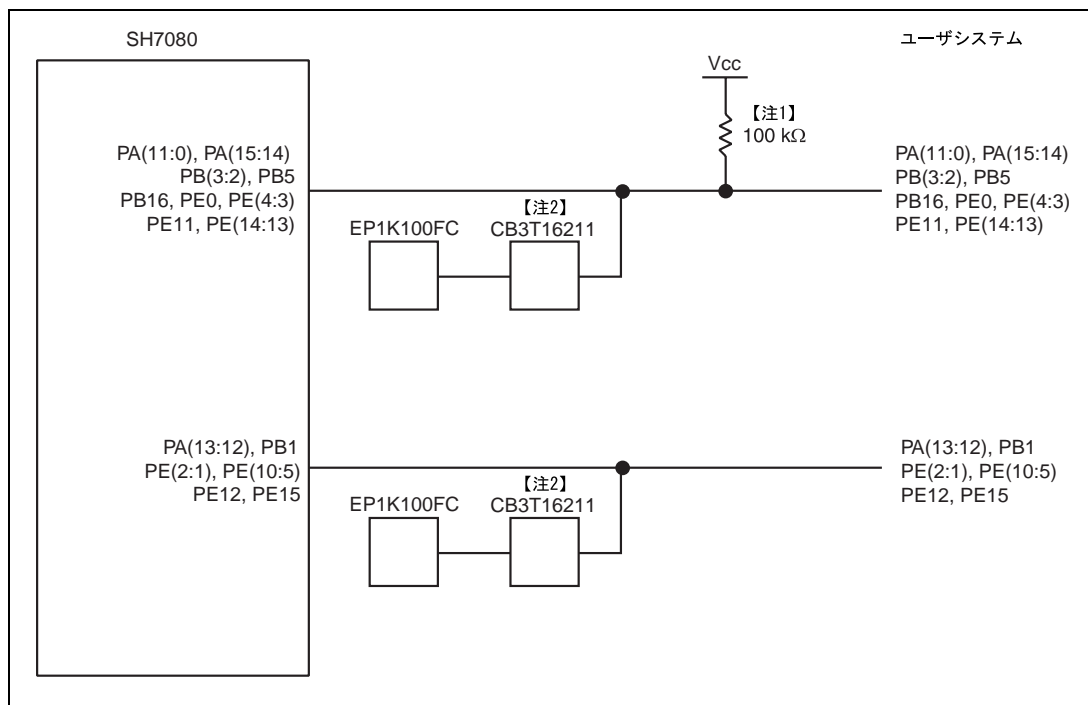 SH7080
ユーザシステム
Vcc
【注1】
100 kΩ
PA(11:0), PA(15:14)
PB(3:2), PB5
PB16, PE0, PE(4:3)
PE11, PE(14:13)
【注2】
EP1K100FC
CB3T16211
PA(11:0), PA(15:14)
PB(3:2), PB5
PB16, PE0, PE(4:3)
PE11, PE(14:13)
PA(13:12), PB1
PE(2:1), PE(10:5)
PE12, PE15
【注2】
EP1K100FC
CB3T16211
PA(13:12), PB1
PE(2:1), PE(10:5)
PE12, PE15